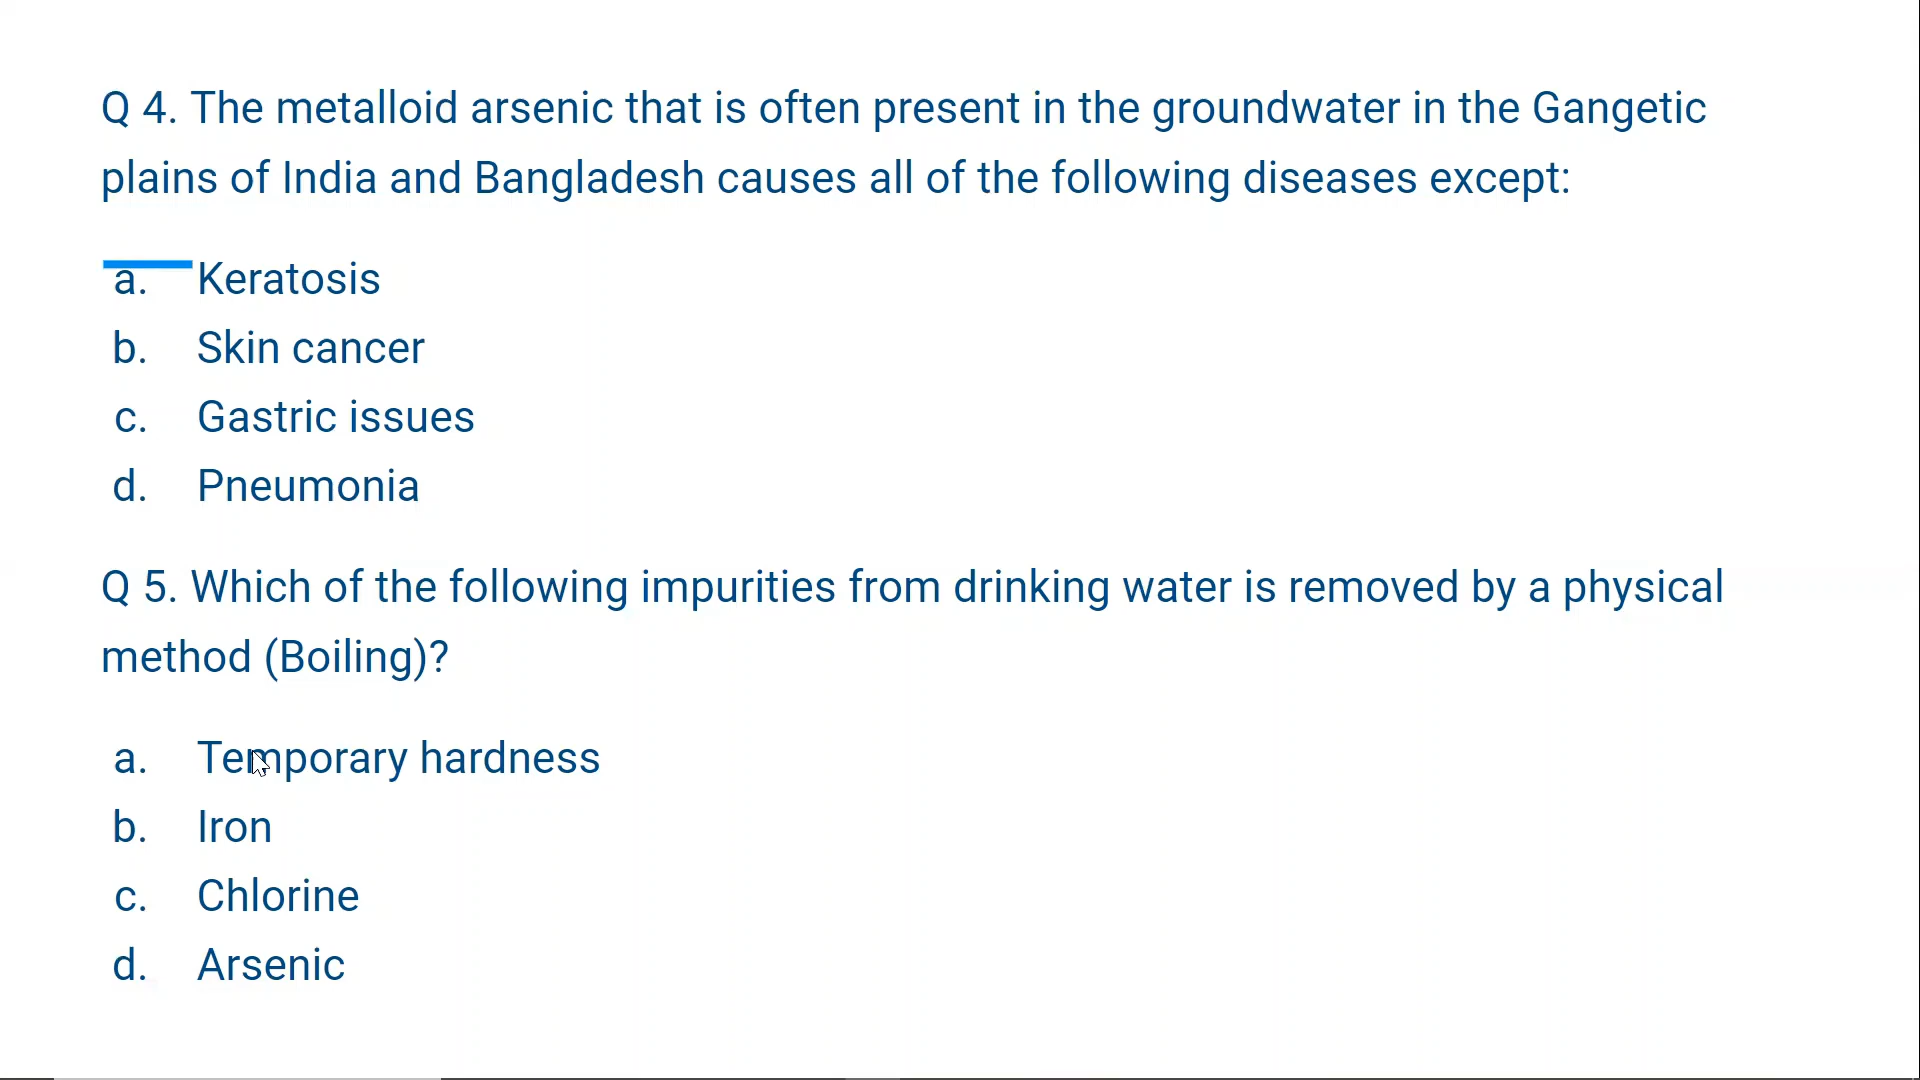 Q 4. The metalloid arsenic that is often present in the groundwater in the Gangetic
plains of India and Bangladesh causes all of the following diseases except:
a. Keratosis
b. Skin cancer
c. Gastric issues
d. Pneumonia
Q 5. Which of the following impurities from drinking water is removed by a physical
method (Boiling)?
a. Temporary hardness
b. Iron
c. Chlorine
d. Arsenic